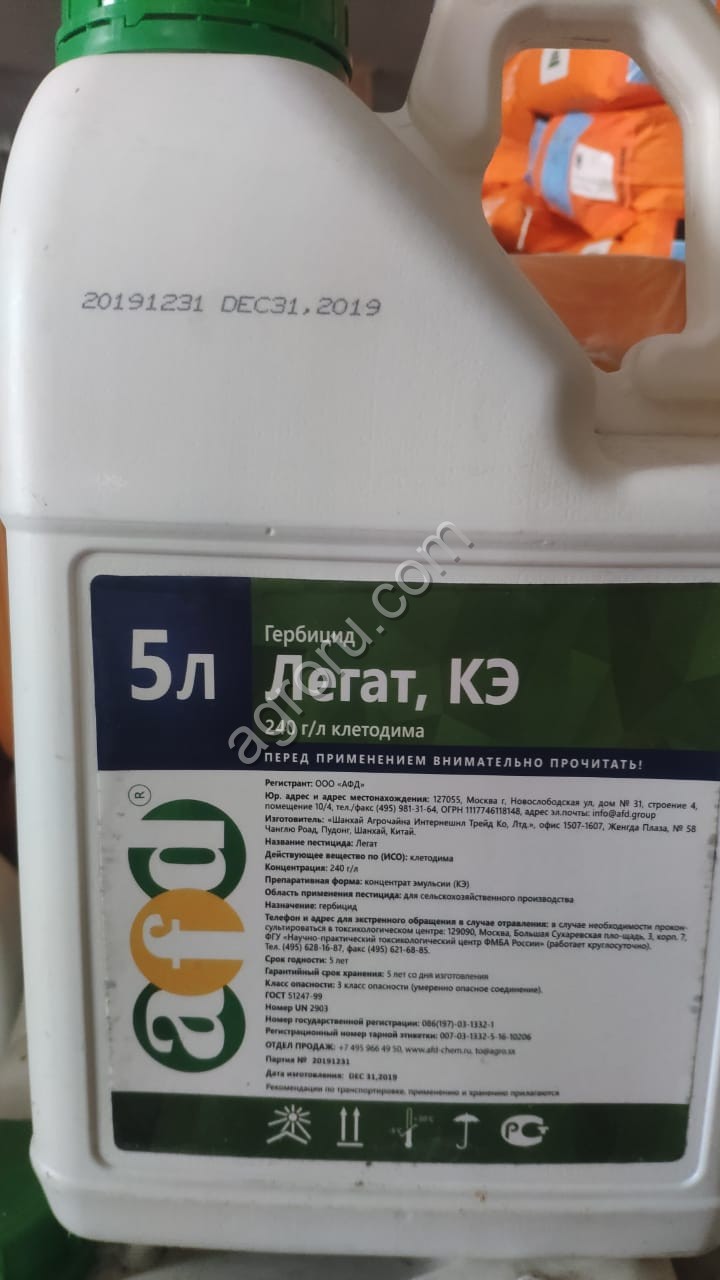 20191231 DEC31,2019
5л
Гербицид
Легат, КЭ
240 г/л клетодима
ПЕРЕД ПРИМЕНЕНИЕМ ВНИМАТЕЛЬНО ПРОЧИТАТЬ!
Регистрант: ООО «АФД»
Юр. адрес и адрес местонахождения: 127055, Москва г, Новослободская ул, дом № 31, строение 4,
помещение 10/4, тел./факс (495) 981-31-64, ОГРН 1117746118148, адрес эл.почты: info@afd.group
Изготовитель: «Шанхай Агрочайна Интернешнл Трейд Ко, Лтд.», офис 1507-1607, Женгда Плаза, № 58
Чанглю Роад, Пудонг, Шанхай, Китай.
Название пестицида: Легат
Действующее вещество по (ИСО): клетодима
Концентрация: 240 г/л
Препаративная форма: концентрат эмульсии (КЭ)
Область применения пестицида: для сельскохозяйственного производства
Назначение: гербицид
Телефон и адрес для экстренного обращения в случае отравления: в случае необходимости прокон-
сультироваться в токсикологическом центре: 129090, Москва, Большая Сухаревская пло-щадь, 3, корп. 7,
ФГУ «Научно-практический токсикологический центр ФМБА России» (работает круглосуточно).
Тел. (495) 628-16-87, факс (495) 621-68-85.
Срок годности: 5 лет
Гарантийный срок хранения: 5 лет со дня изготовления
Класс опасности: 3 класс опасности (умеренно опасное соединение).
ГОСТ 51247-99
Номер UN 2903
Номер государственной регистрации: 086(197)-03-1332-1
Регистрационный номер тарной этикетки: 007-03-1332-5-16-10206
ОТДЕЛ ПРОДАЖ: +7 495 966 49 50, www.afd-chem.ru, to@agro.sx
Партия № 20191231
Дата изготовления: DEC 31,2019
Рекомендации по транспортировке, применению и хранению прилагаются
afd ®
agroru.com